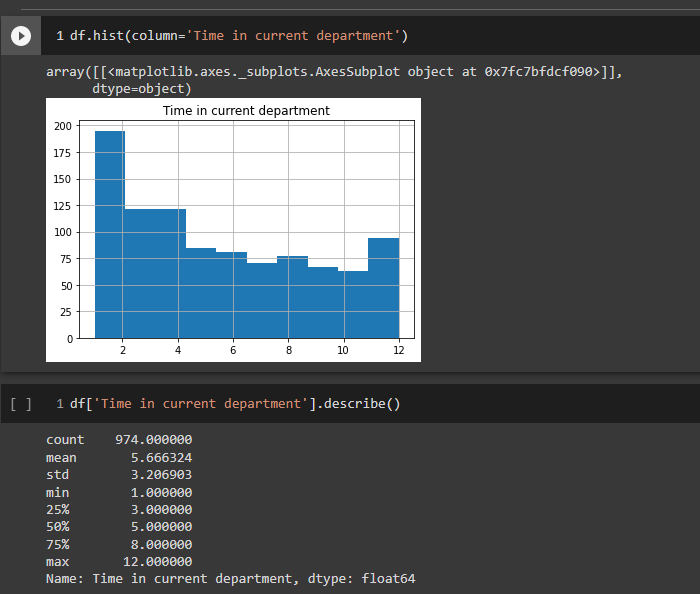 1 df.hist(column='Time in current department')
array([[<matplotlib.axes._subplots.AxesSubplot object at 0x7fc7bfdcf090>]],
dtype=object)
Time in current department
200
175
150
125
100
75
50
25
0
2 4 6 8 10 12
[ ] 1 df['Time in current department'].describe()
count 974.000000
mean 5.666324
std 3.206903
min 1.000000
25% 3.000000
50% 5.000000
75% 8.000000
max 12.000000
Name: Time in current department, dtype: float64